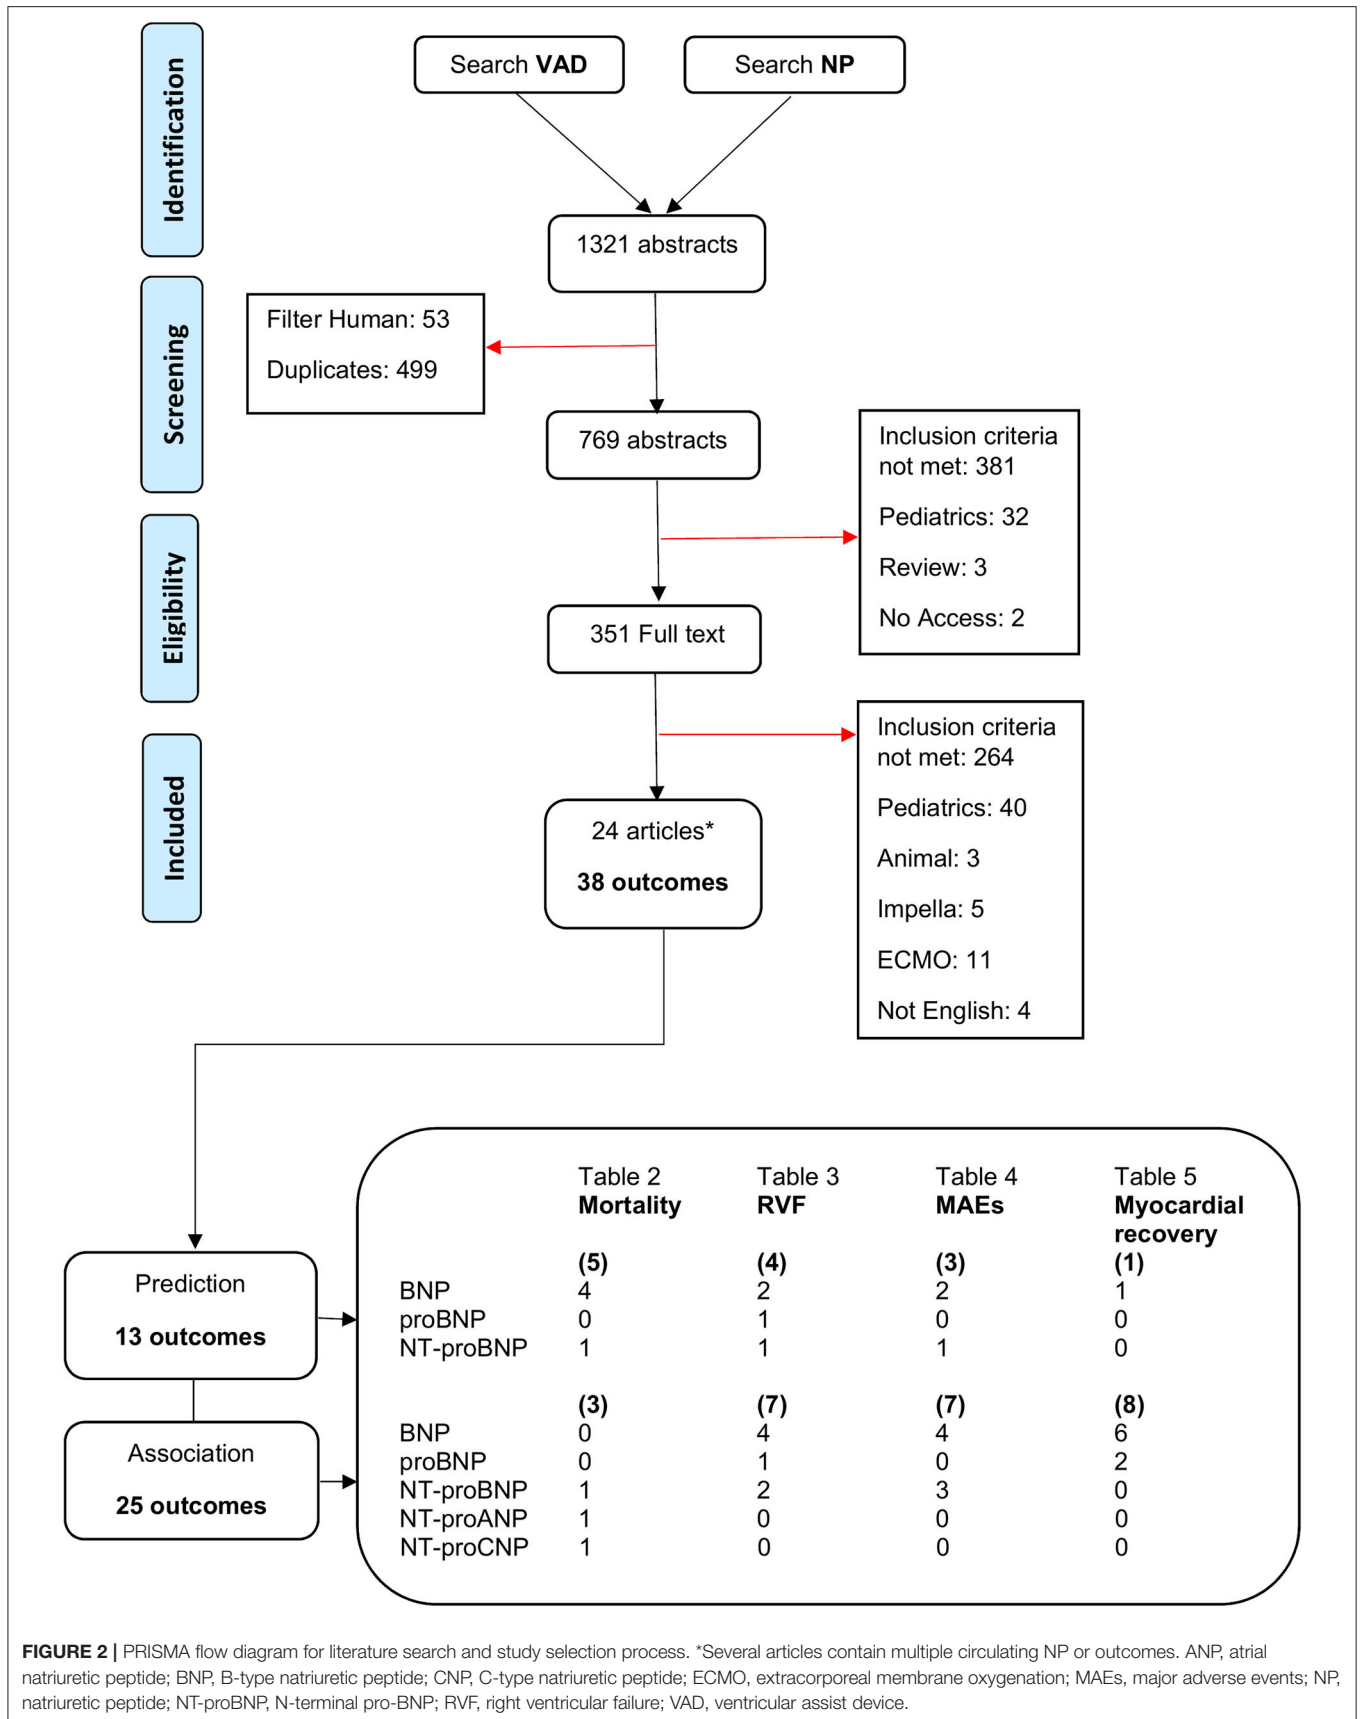 Identification
Search VAD
Search NP
1321 abstracts
Screening
Filter Human: 53
Duplicates: 499
769 abstracts
Inclusion criteria
not met: 381
Pediatrics: 32
Review: 3
No Access: 2
Eligibility
351 Full text
Inclusion criteria
not met: 264
Pediatrics: 40
Animal: 3
Impella: 5
ECMO: 11
Not English: 4
Included
24 articles*
38 outcomes
Prediction
13 outcomes
Association
25 outcomes
Table 2 Table 3 Table 4 Table 5
Mortality RVF MAEs Myocardial
recovery
(5) (4) (3) (1)
BNP 4 2 2 1
proBNP 0 1 0 0
NT-proBNP 1 1 1 0
(3) (7) (7) (8)
BNP 0 4 4 6
proBNP 0 1 0 2
NT-proBNP 1 2 3 0
NT-proANP 1 0 0 0
NT-proCNP 1 0 0 0
FIGURE 2 | PRISMA flow diagram for literature search and study selection process. *Several articles contain multiple circulating NP or outcomes. ANP, atrial
natriuretic peptide; BNP, B-type natriuretic peptide; CNP, C-type natriuretic peptide; ECMO, extracorporeal membrane oxygenation; MAEs, major adverse events; NP,
natriuretic peptide; NT-proBNP, N-terminal pro-BNP; RVF, right ventricular failure; VAD, ventricular assist device.